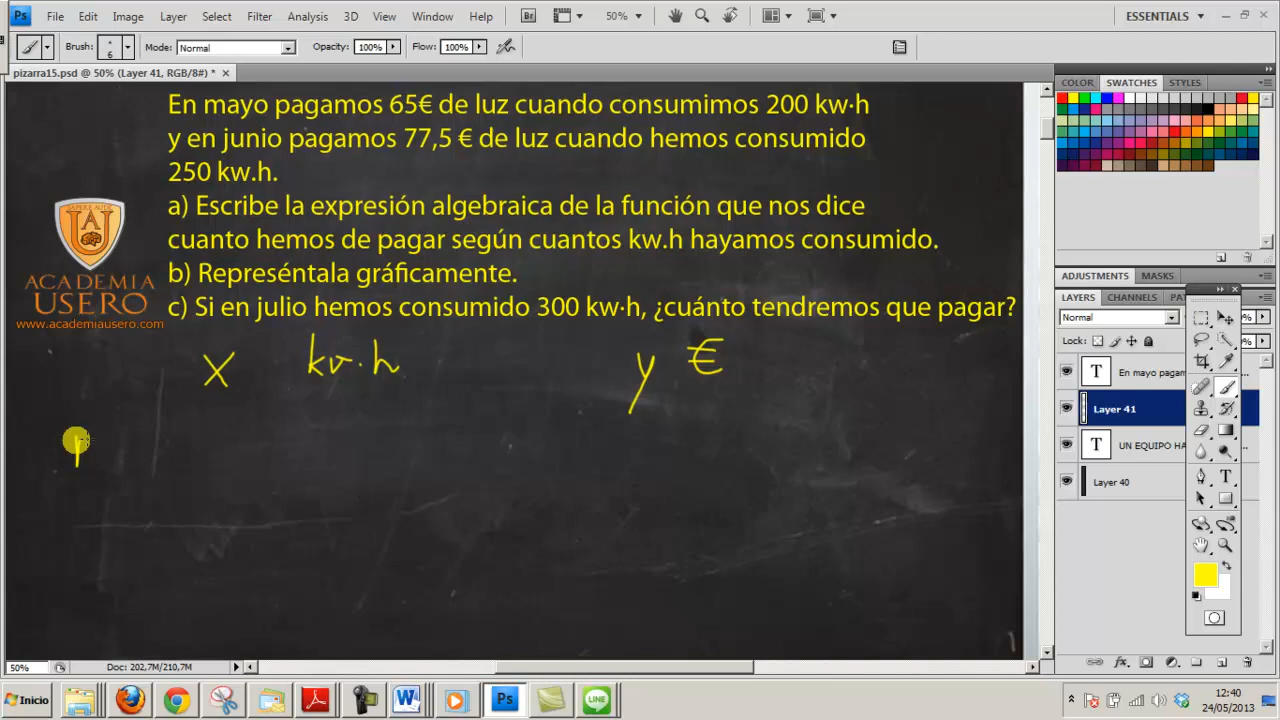 File Edit Image Layer Select Filter Analysis 3D View Window Help Br 50% ESSENTIALS
Brush: 6 Mode: Normal Opacity: 100% Flow: 100%
pizarra15.psd @ 50% (Layer 41, RGB/8#) * x
COLOR SWATCHES STYLES
En mayo pagamos 65€ de luz cuando consumimos 200 kw·h
y en junio pagamos 77,5 € de luz cuando hemos consumido
250 kw.h.
a) Escribe la expresión algebraica de la función que nos dice
cuanto hemos de pagar según cuantos kw.h hayamos consumido.
b) Represéntala gráficamente.
c) Si en julio hemos consumido 300 kw·h, ¿cuánto tendremos que pagar?
ACADEMIA
USERO
www.academiausero.com
x kw·h y €
ADJUSTMENTS MASKS
LAYERS CHANNELS
Normal
Lock:
T En mayo pagam...
Layer 41
T UN EQUIPO HA...
Layer 40
50% Doc: 202,7M/210,7M
Inicio
12:40
24/05/2013